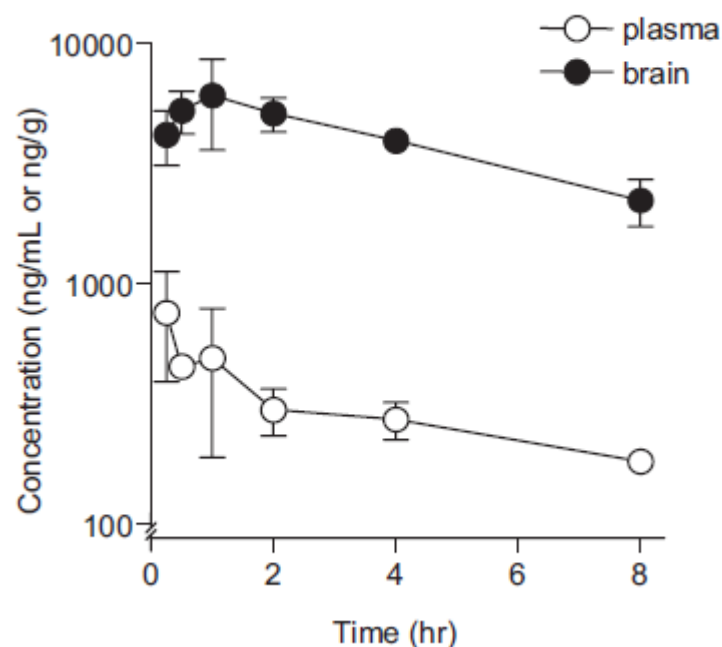 plasma
brain
10000
1000
100
Concentration (ng/mL or ng/g)
0 2 4 6 8
Time (hr)